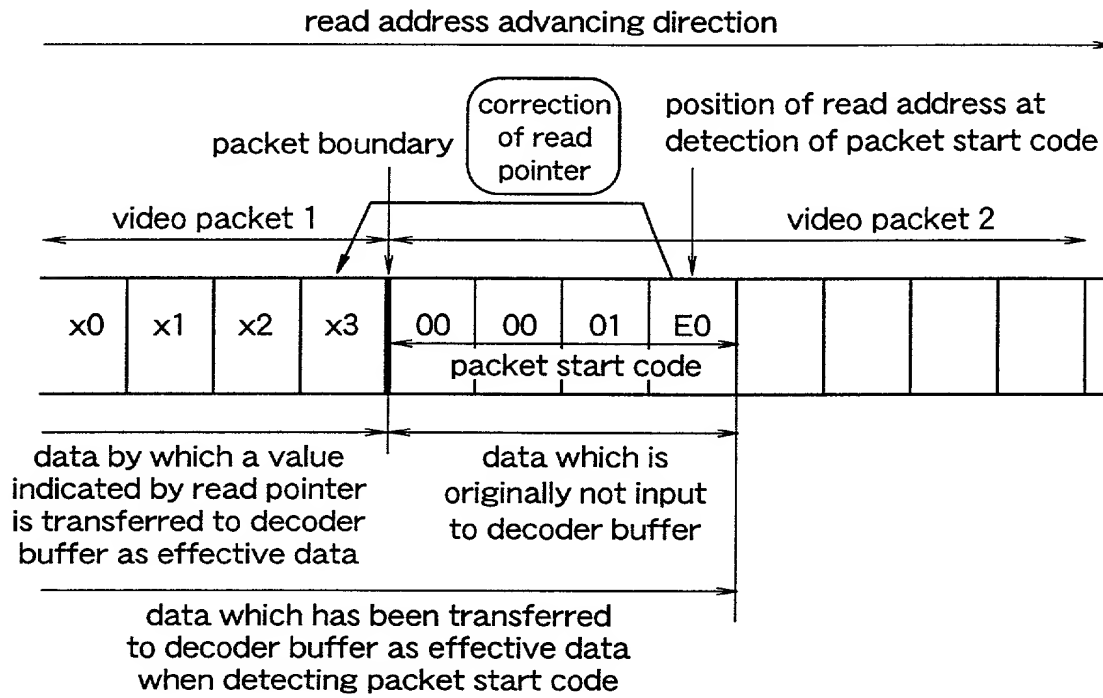 read address advancing direction
correction
of read
pointer
position of read address at
detection of packet start code
packet boundary
video packet 1
video packet 2
x0 x1 x2 x3 00 00 01 E0
packet start code
data by which a value
indicated by read pointer
is transferred to decoder
buffer as effective data
data which is
originally not input
to decoder buffer
data which has been transferred
to decoder buffer as effective data
when detecting packet start code